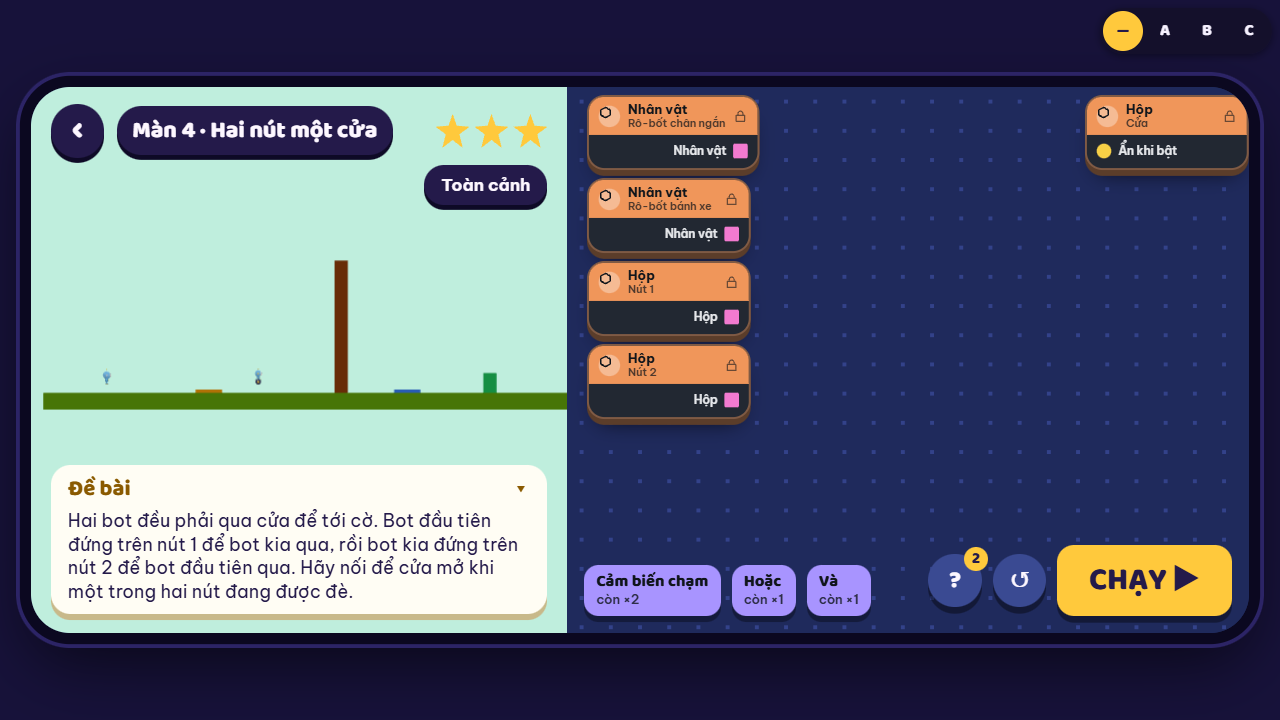 A
B
C
Màn 4 • Hai nút một cửa
Toàn cảnh
Đề bài
Hai bot đều phải qua cửa để tới cờ. Bot đầu tiên
đứng trên nút 1 để bot kia qua, rồi bot kia đứng trên
nút 2 để bot đầu tiên qua. Hãy nối để cửa mở khi
một trong hai nút đang được đè.
Nhân vật
Rô-bốt chân ngắn
Nhân vật
Nhân vật
Rô-bốt bánh xe
Nhân vật
Hộp
Nút 1
Hộp
Hộp
Nút 2
Hộp
Hộp
Cửa
Ẩn khi bật
Cảm biến chạm
còn ×2
Hoặc
còn ×1
Và
còn ×1
?
2
CHẠY